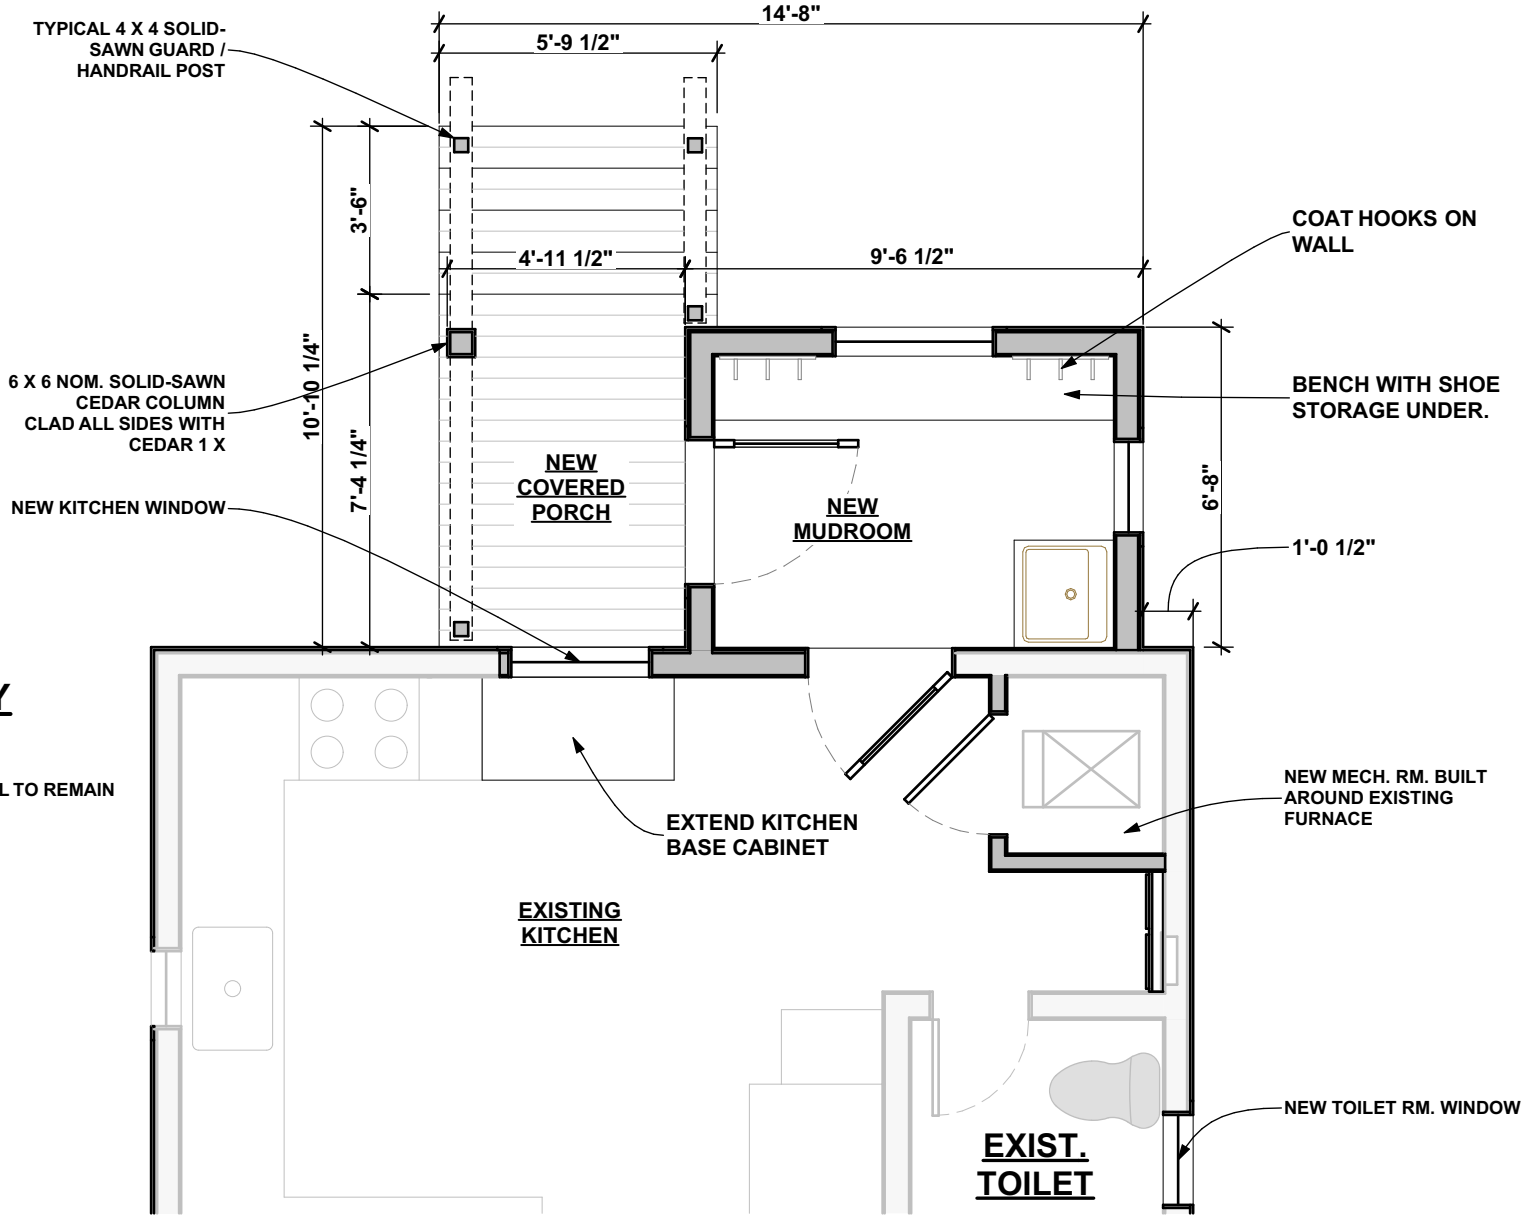 14'-8"
5'-9 1/2"
TYPICAL 4 X 4 SOLID-
SAWN GUARD /
HANDRAIL POST
3'-6"
4'-11 1/2"
9'-6 1/2"
COAT HOOKS ON
WALL
10'-10 1/4"
6 X 6 NOM. SOLID-SAWN
CEDAR COLUMN
CLAD ALL SIDES WITH
CEDAR 1 X
BENCH WITH SHOE
STORAGE UNDER.
7'-4 1/4"
NEW
COVERED
PORCH
NEW
MUDROOM
6'-8"
NEW KITCHEN WINDOW
1'-0 1/2"
Y
L TO REMAIN
EXTEND KITCHEN
BASE CABINET
NEW MECH. RM. BUILT
AROUND EXISTING
FURNACE
EXISTING
KITCHEN
NEW TOILET RM. WINDOW
EXIST.
TOILET